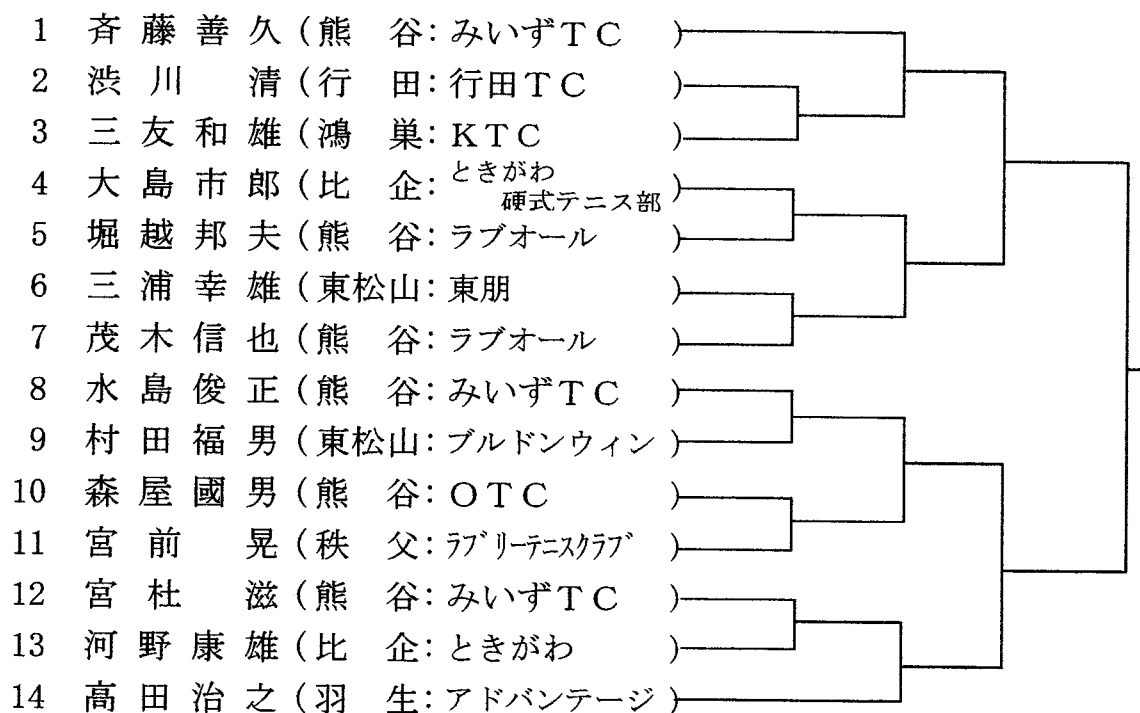 1 斉藤善久(熊谷:みいずTC)
2 渋川清(行田:行田TC)
3 三友和雄(鴻巣:KTC)
4 大島市郎(比企:ときがわ
硬式テニス部)
5 堀越邦夫(熊谷:ラブオール)
6 三浦幸雄(東松山:東朋)
7 茂木信也(熊谷:ラブオール)
8 水島俊正(熊谷:みいずTC)
9 村田福男(東松山:ブルドンウィン)
10 森屋國男(熊谷:OTC)
11 宮前晃(秩父:ラブリーテニスクラブ)
12 宮杜滋(熊谷:みいずTC)
13 河野康雄(比企:ときがわ)
14 高田治之(羽生:アドバンテージ)